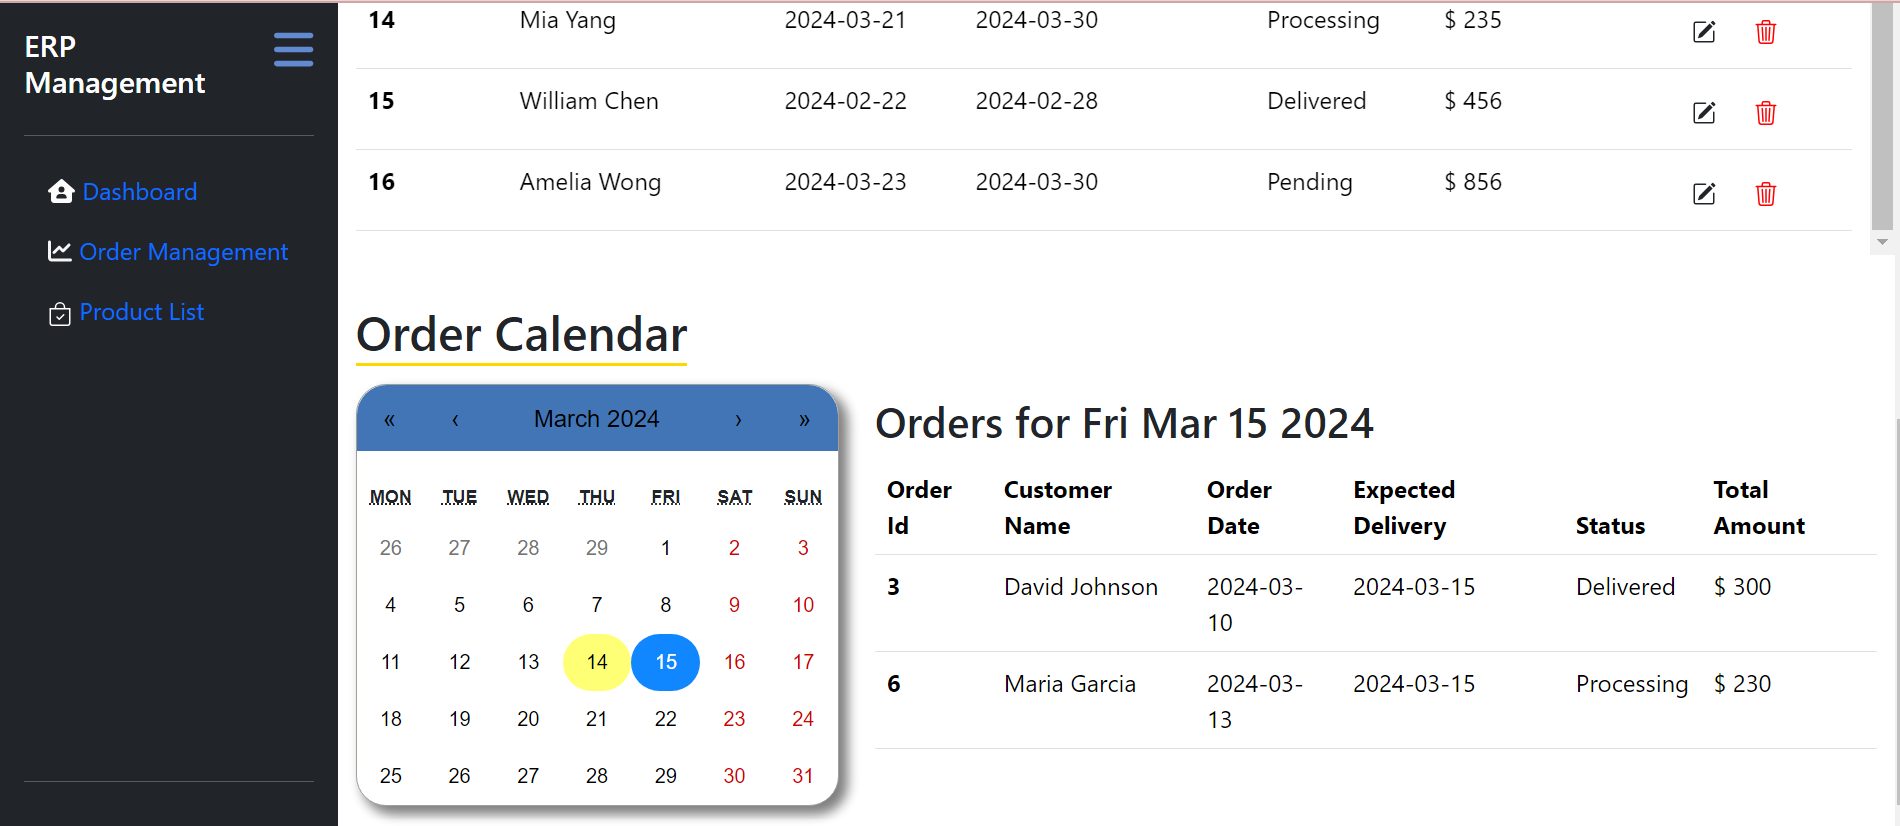 ERP
Management
Dashboard
Order Management
Product List
14 Mia Yang 2024-03-21 2024-03-30 Processing $ 235
15 William Chen 2024-02-22 2024-02-28 Delivered $ 456
16 Amelia Wong 2024-03-23 2024-03-30 Pending $ 856
Order Calendar
« ‹ March 2024 › »
MON TUE WED THU FRI SAT SUN
26 27 28 29 1 2 3
4 5 6 7 8 9 10
11 12 13 14 15 16 17
18 19 20 21 22 23 24
25 26 27 28 29 30 31
Orders for Fri Mar 15 2024
Order Customer Order Expected Total
Id Name Date Delivery Status Amount
3 David Johnson 2024-03- 2024-03-15 Delivered $ 300
10
6 Maria Garcia 2024-03- 2024-03-15 Processing $ 230
13